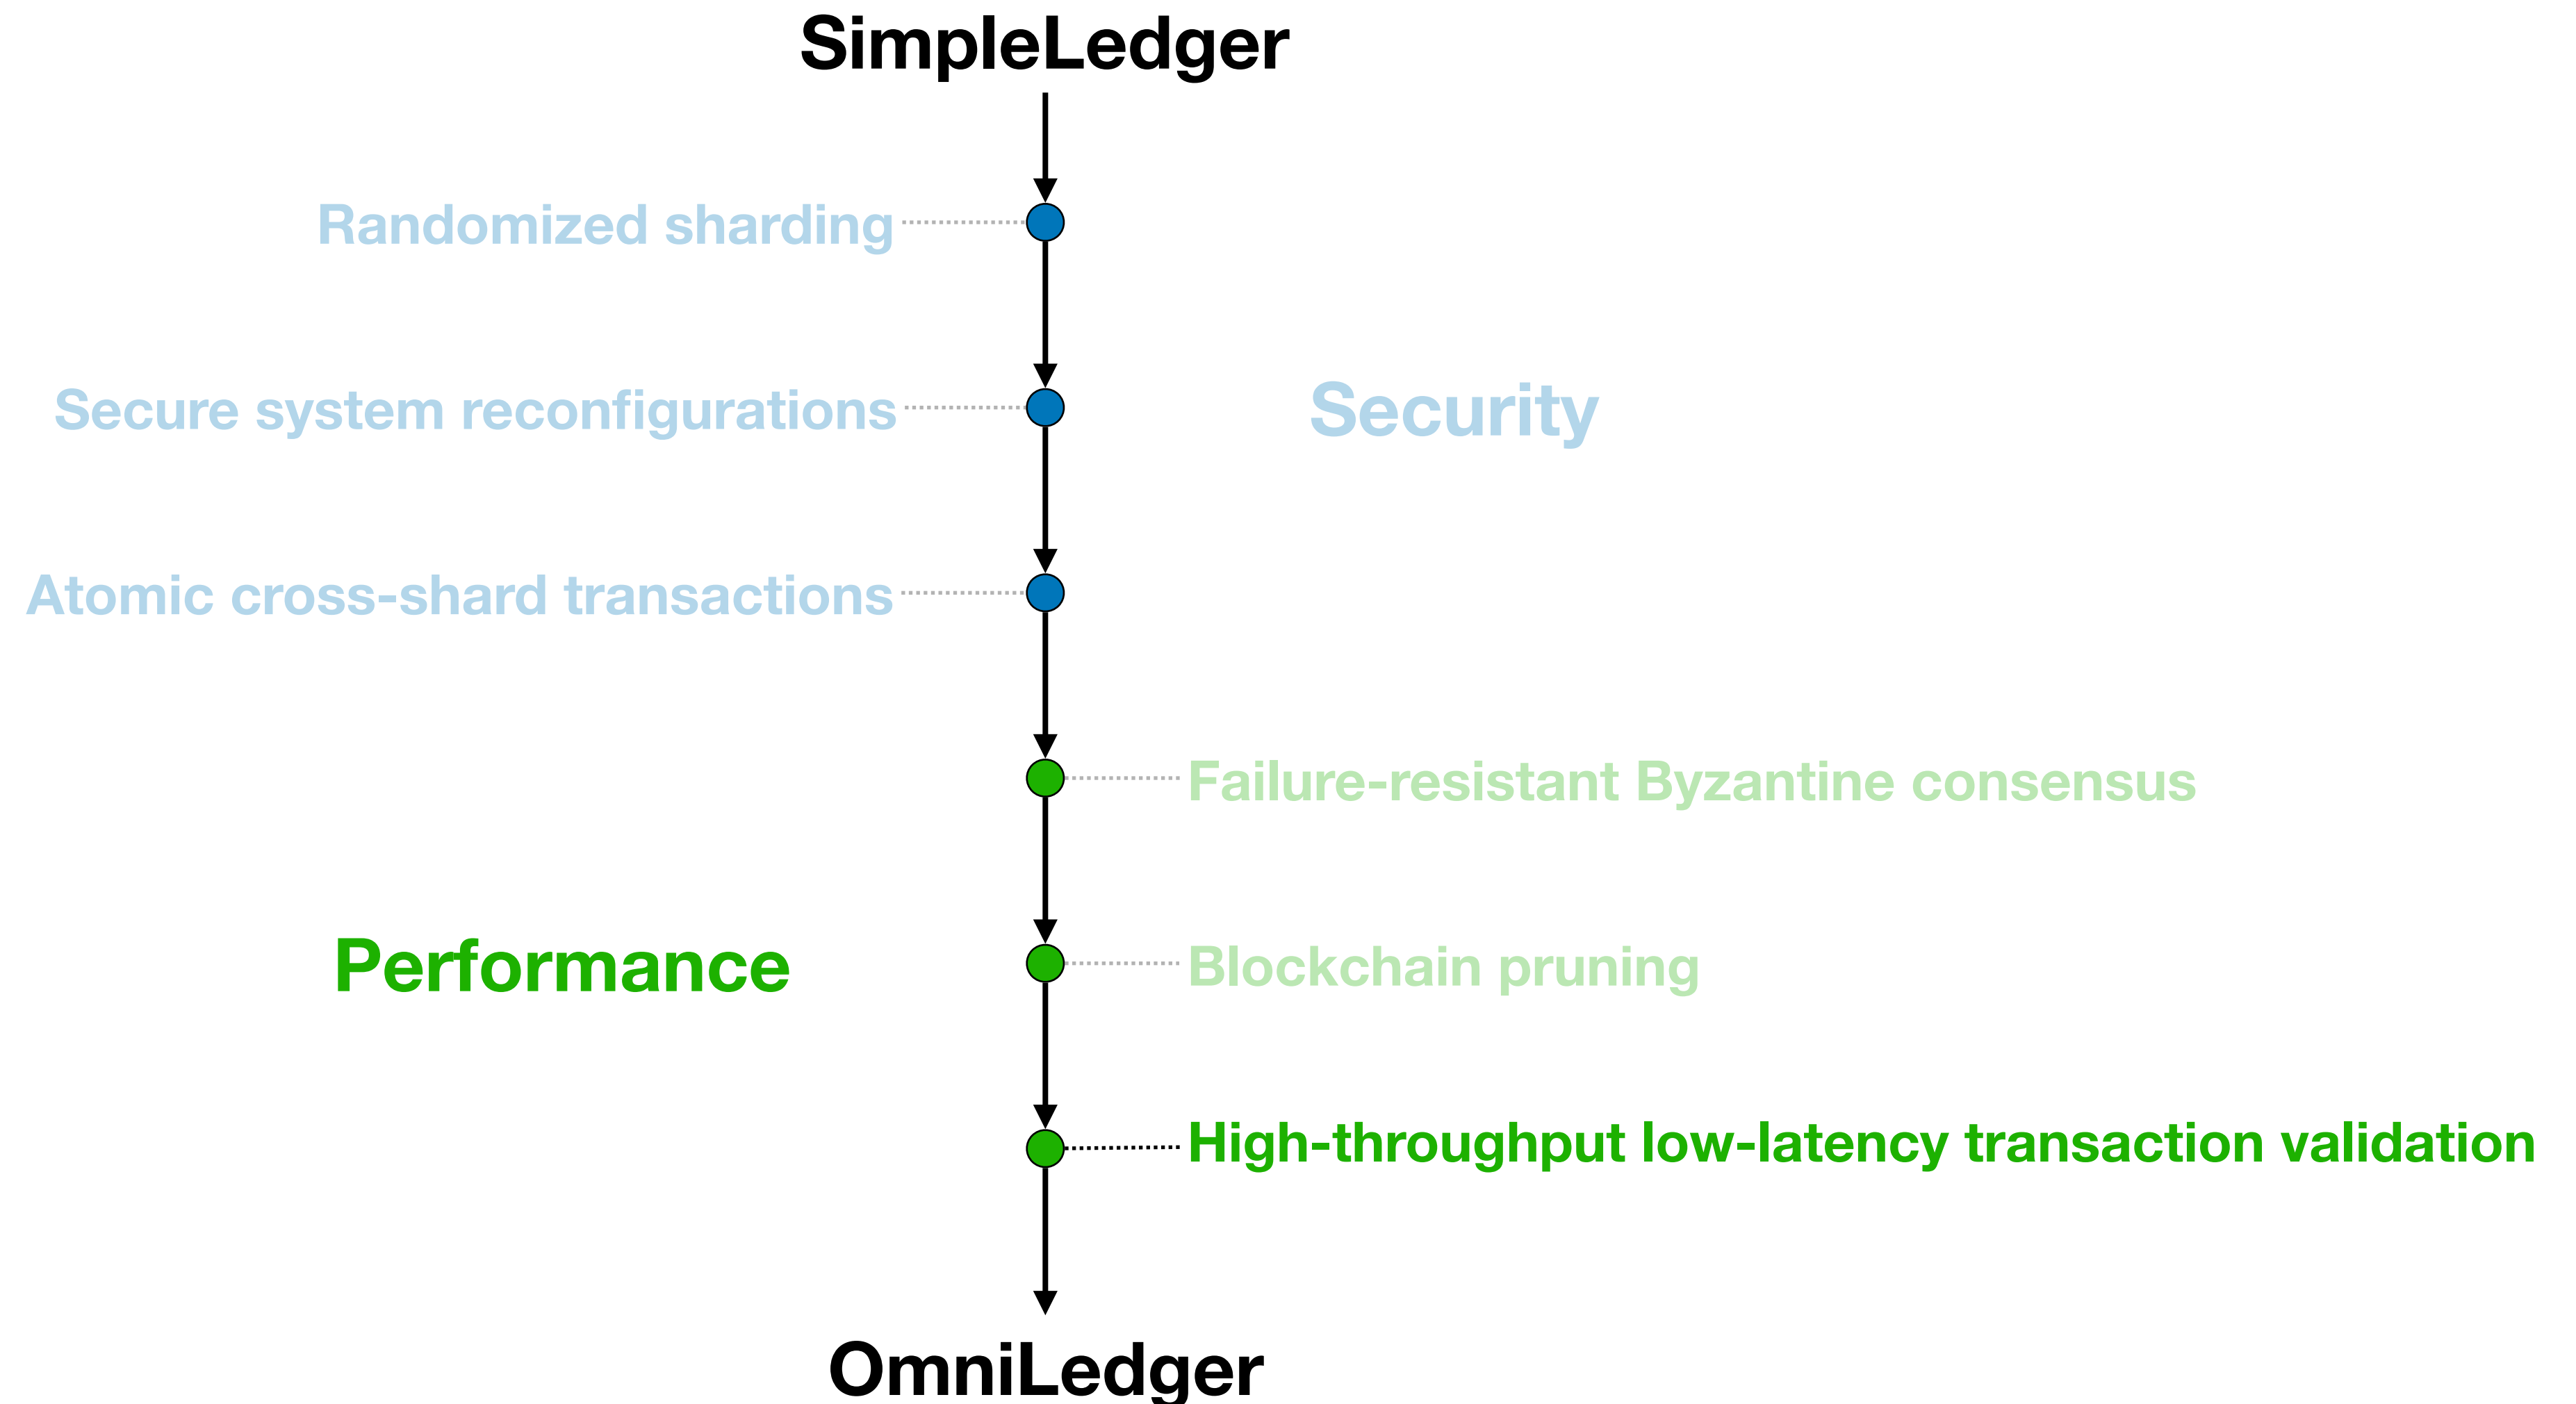 SimpleLedger
Randomized sharding
Secure system reconfigurations
Security
Atomic cross-shard transactions
Failure-resistant Byzantine consensus
Performance
Blockchain pruning
High-throughput low-latency transaction validation
OmniLedger